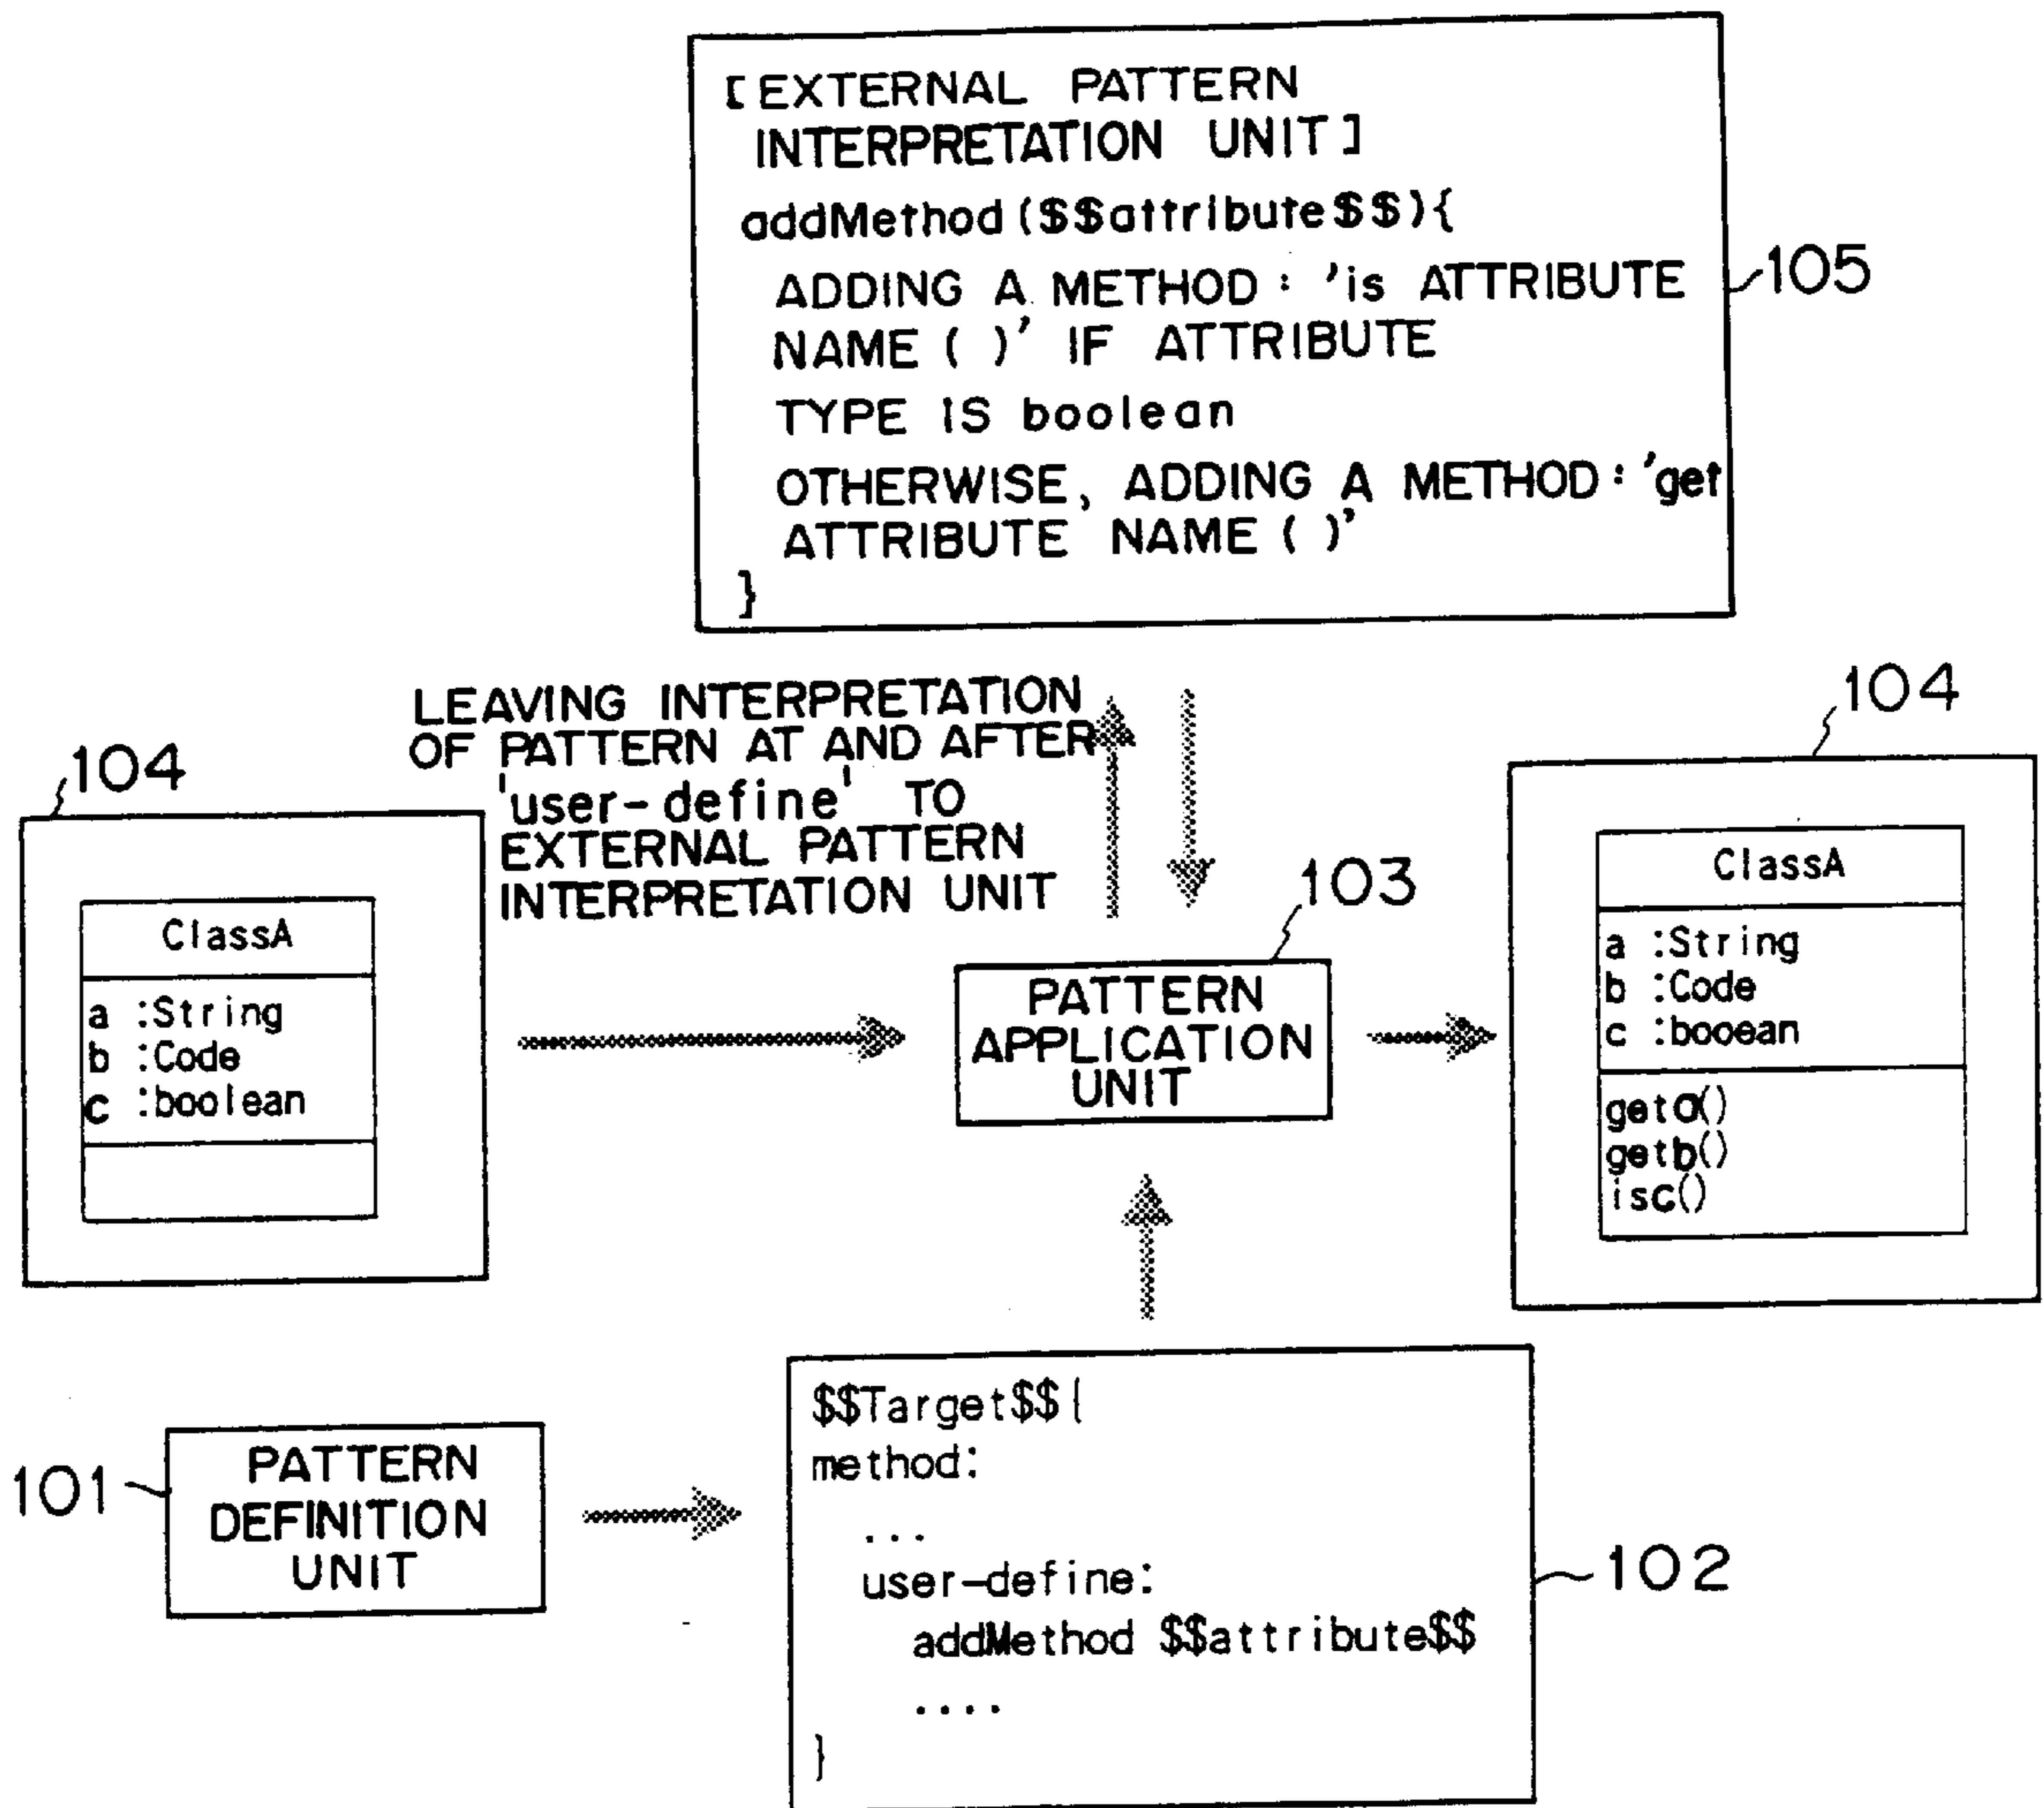 [EXTERNAL PATTERN
INTERPRETATION UNIT]
addMethod($$attribute$$){
ADDING A METHOD: 'is ATTRIBUTE
NAME ( )' IF ATTRIBUTE
TYPE IS boolean
OTHERWISE, ADDING A METHOD: 'get
ATTRIBUTE NAME ( )'
}
105
LEAVING INTERPRETATION
OF PATTERN AT AND AFTER
'user-define' TO
EXTERNAL PATTERN
INTERPRETATION UNIT
104
ClassA
a :String
b :Code
c :boolean
103
PATTERN
APPLICATION
UNIT
104
ClassA
a :String
b :Code
c :booean
geta()
getb()
isc()
101
PATTERN
DEFINITION
UNIT
$$Target$$ {
method:
...
user-define:
addMethod $$attribute$$
....
}
102